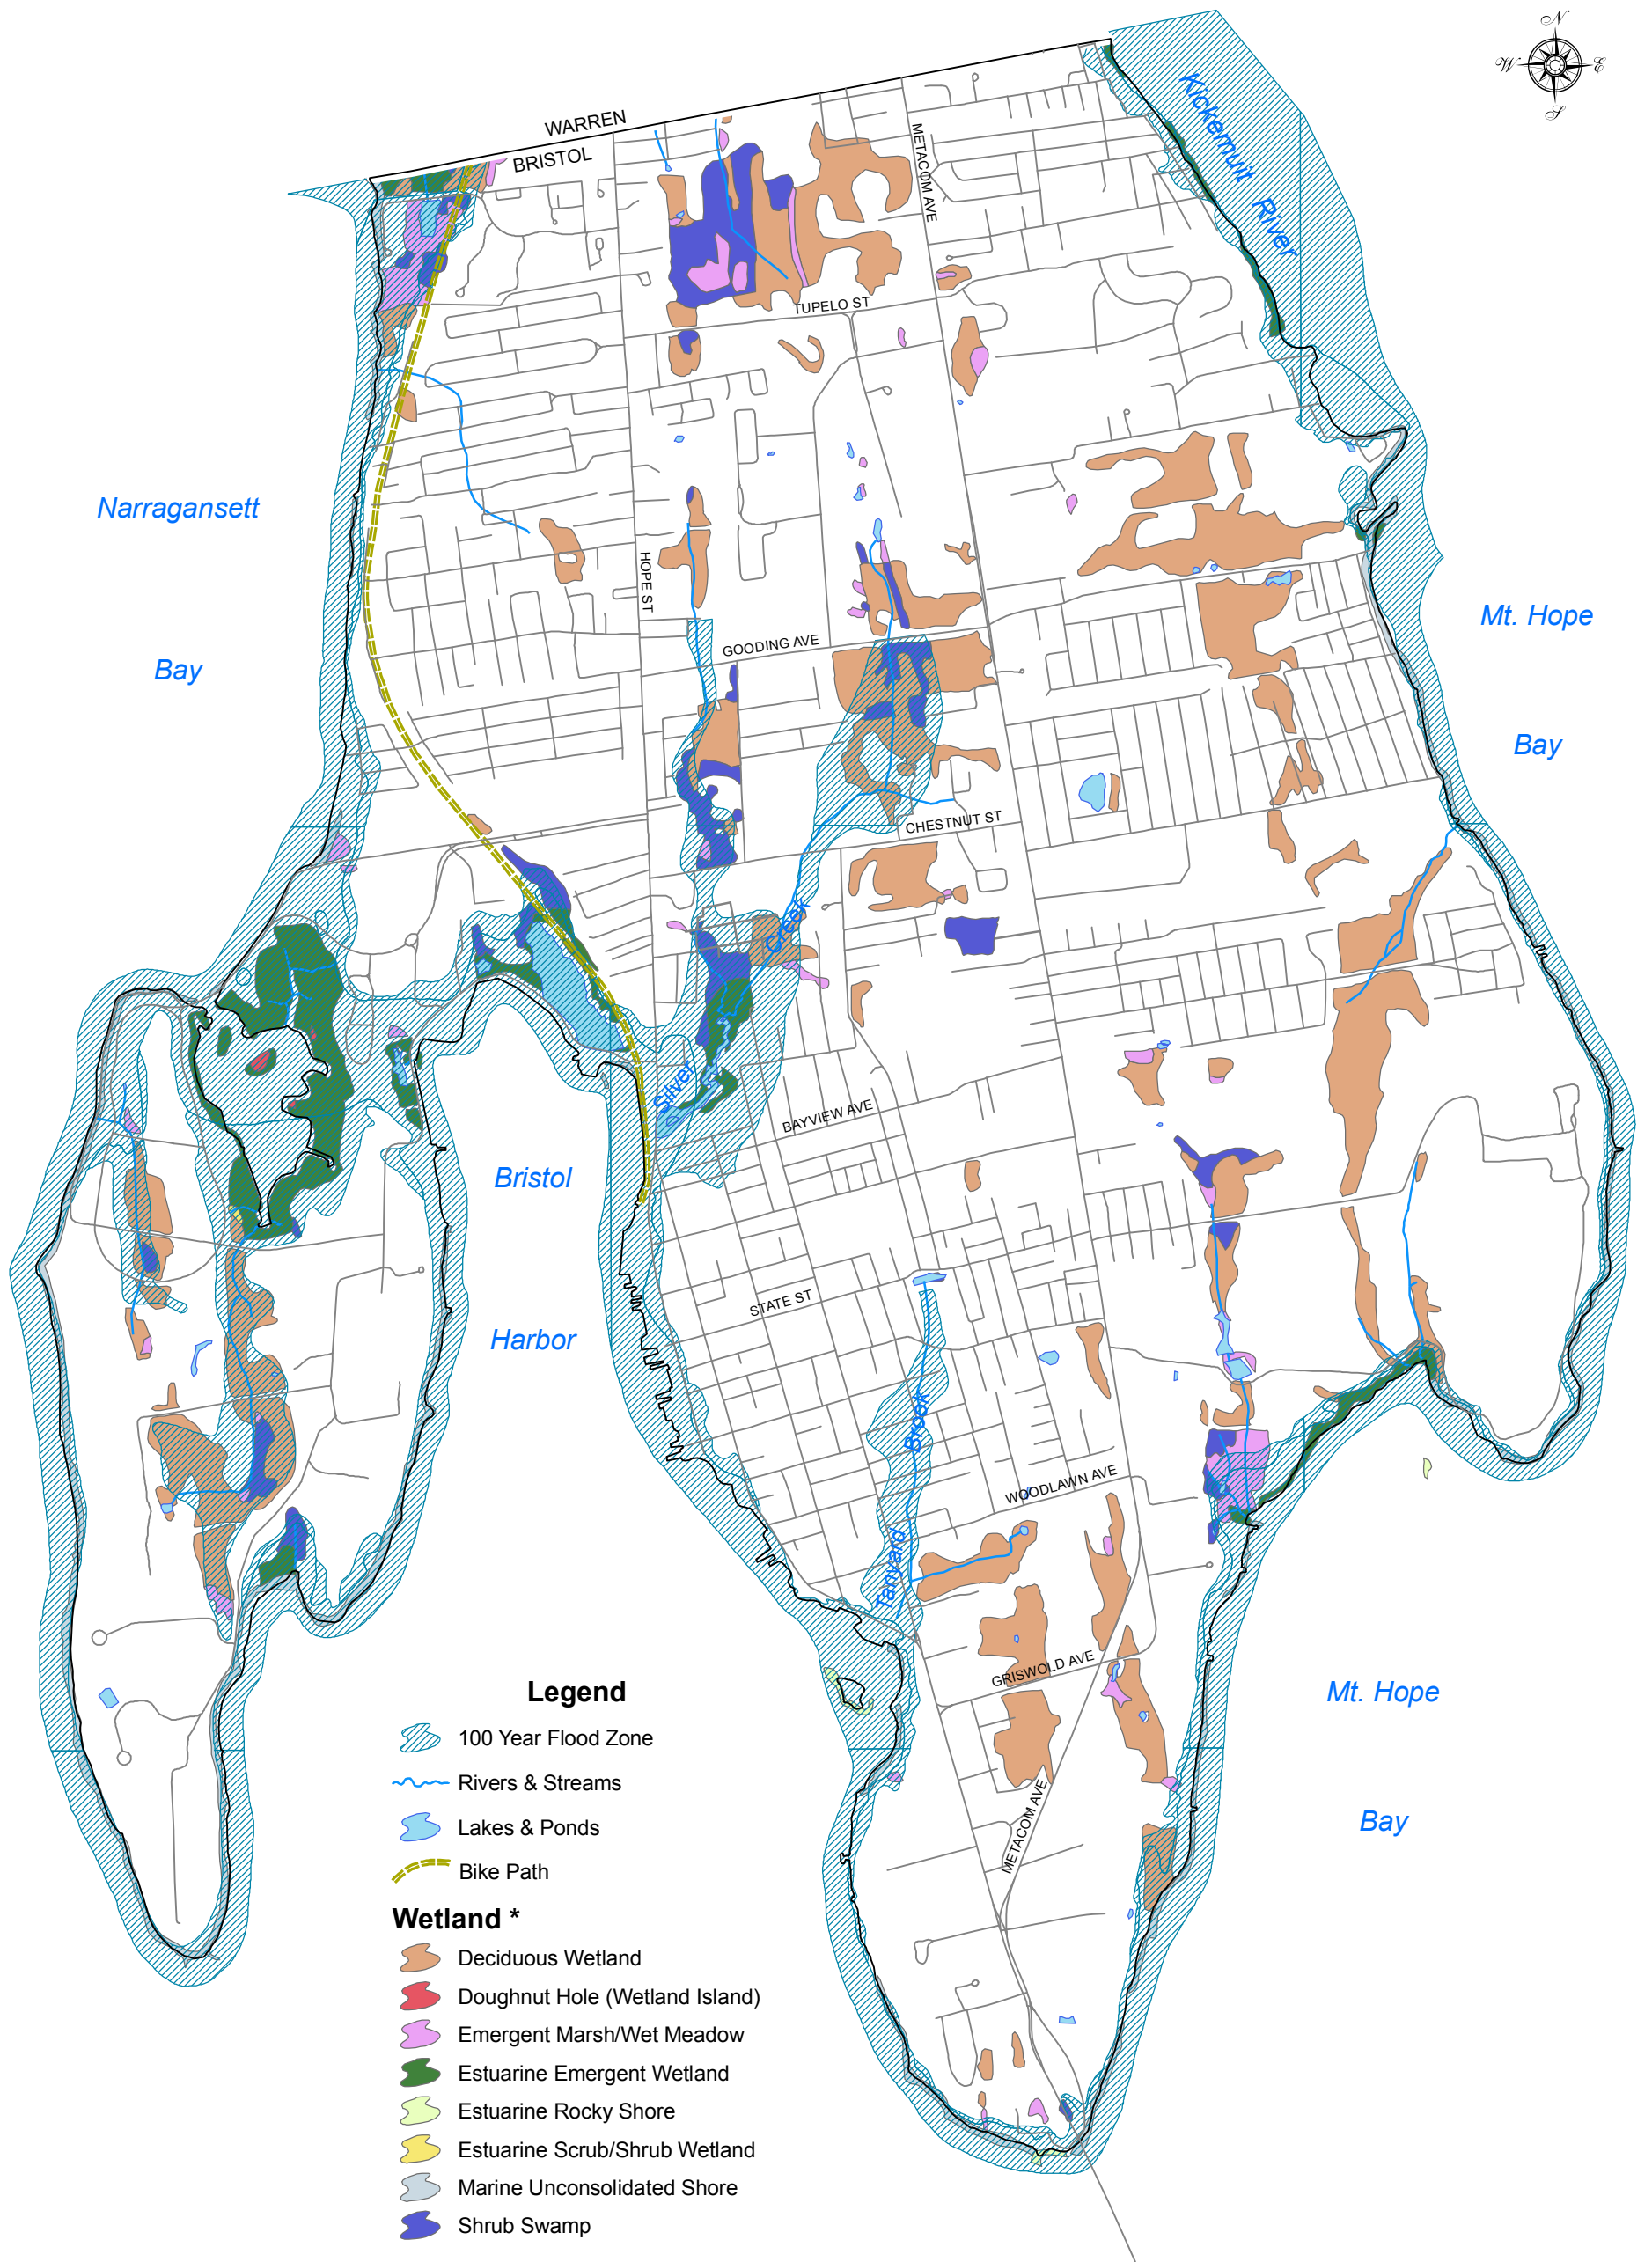 N
W E
S
WARREN
BRISTOL
Kickemuit
River
METACOM AVE
TUPELO ST
Narragansett
Bay
HOPE ST
GOODING AVE
Mt. Hope
Bay
CHESTNUT ST
Creek
Silver
BAYVIEW AVE
Bristol
Harbor
STATE ST
Brook
Tanyard
WOODLAWN AVE
GRISWOLD AVE
METACOM AVE
Mt. Hope
Bay
Legend
100 Year Flood Zone
Rivers & Streams
Lakes & Ponds
Bike Path
Wetland *
Deciduous Wetland
Doughnut Hole (Wetland Island)
Emergent Marsh/Wet Meadow
Estuarine Emergent Wetland
Estuarine Rocky Shore
Estuarine Scrub/Shrub Wetland
Marine Unconsolidated Shore
Shrub Swamp